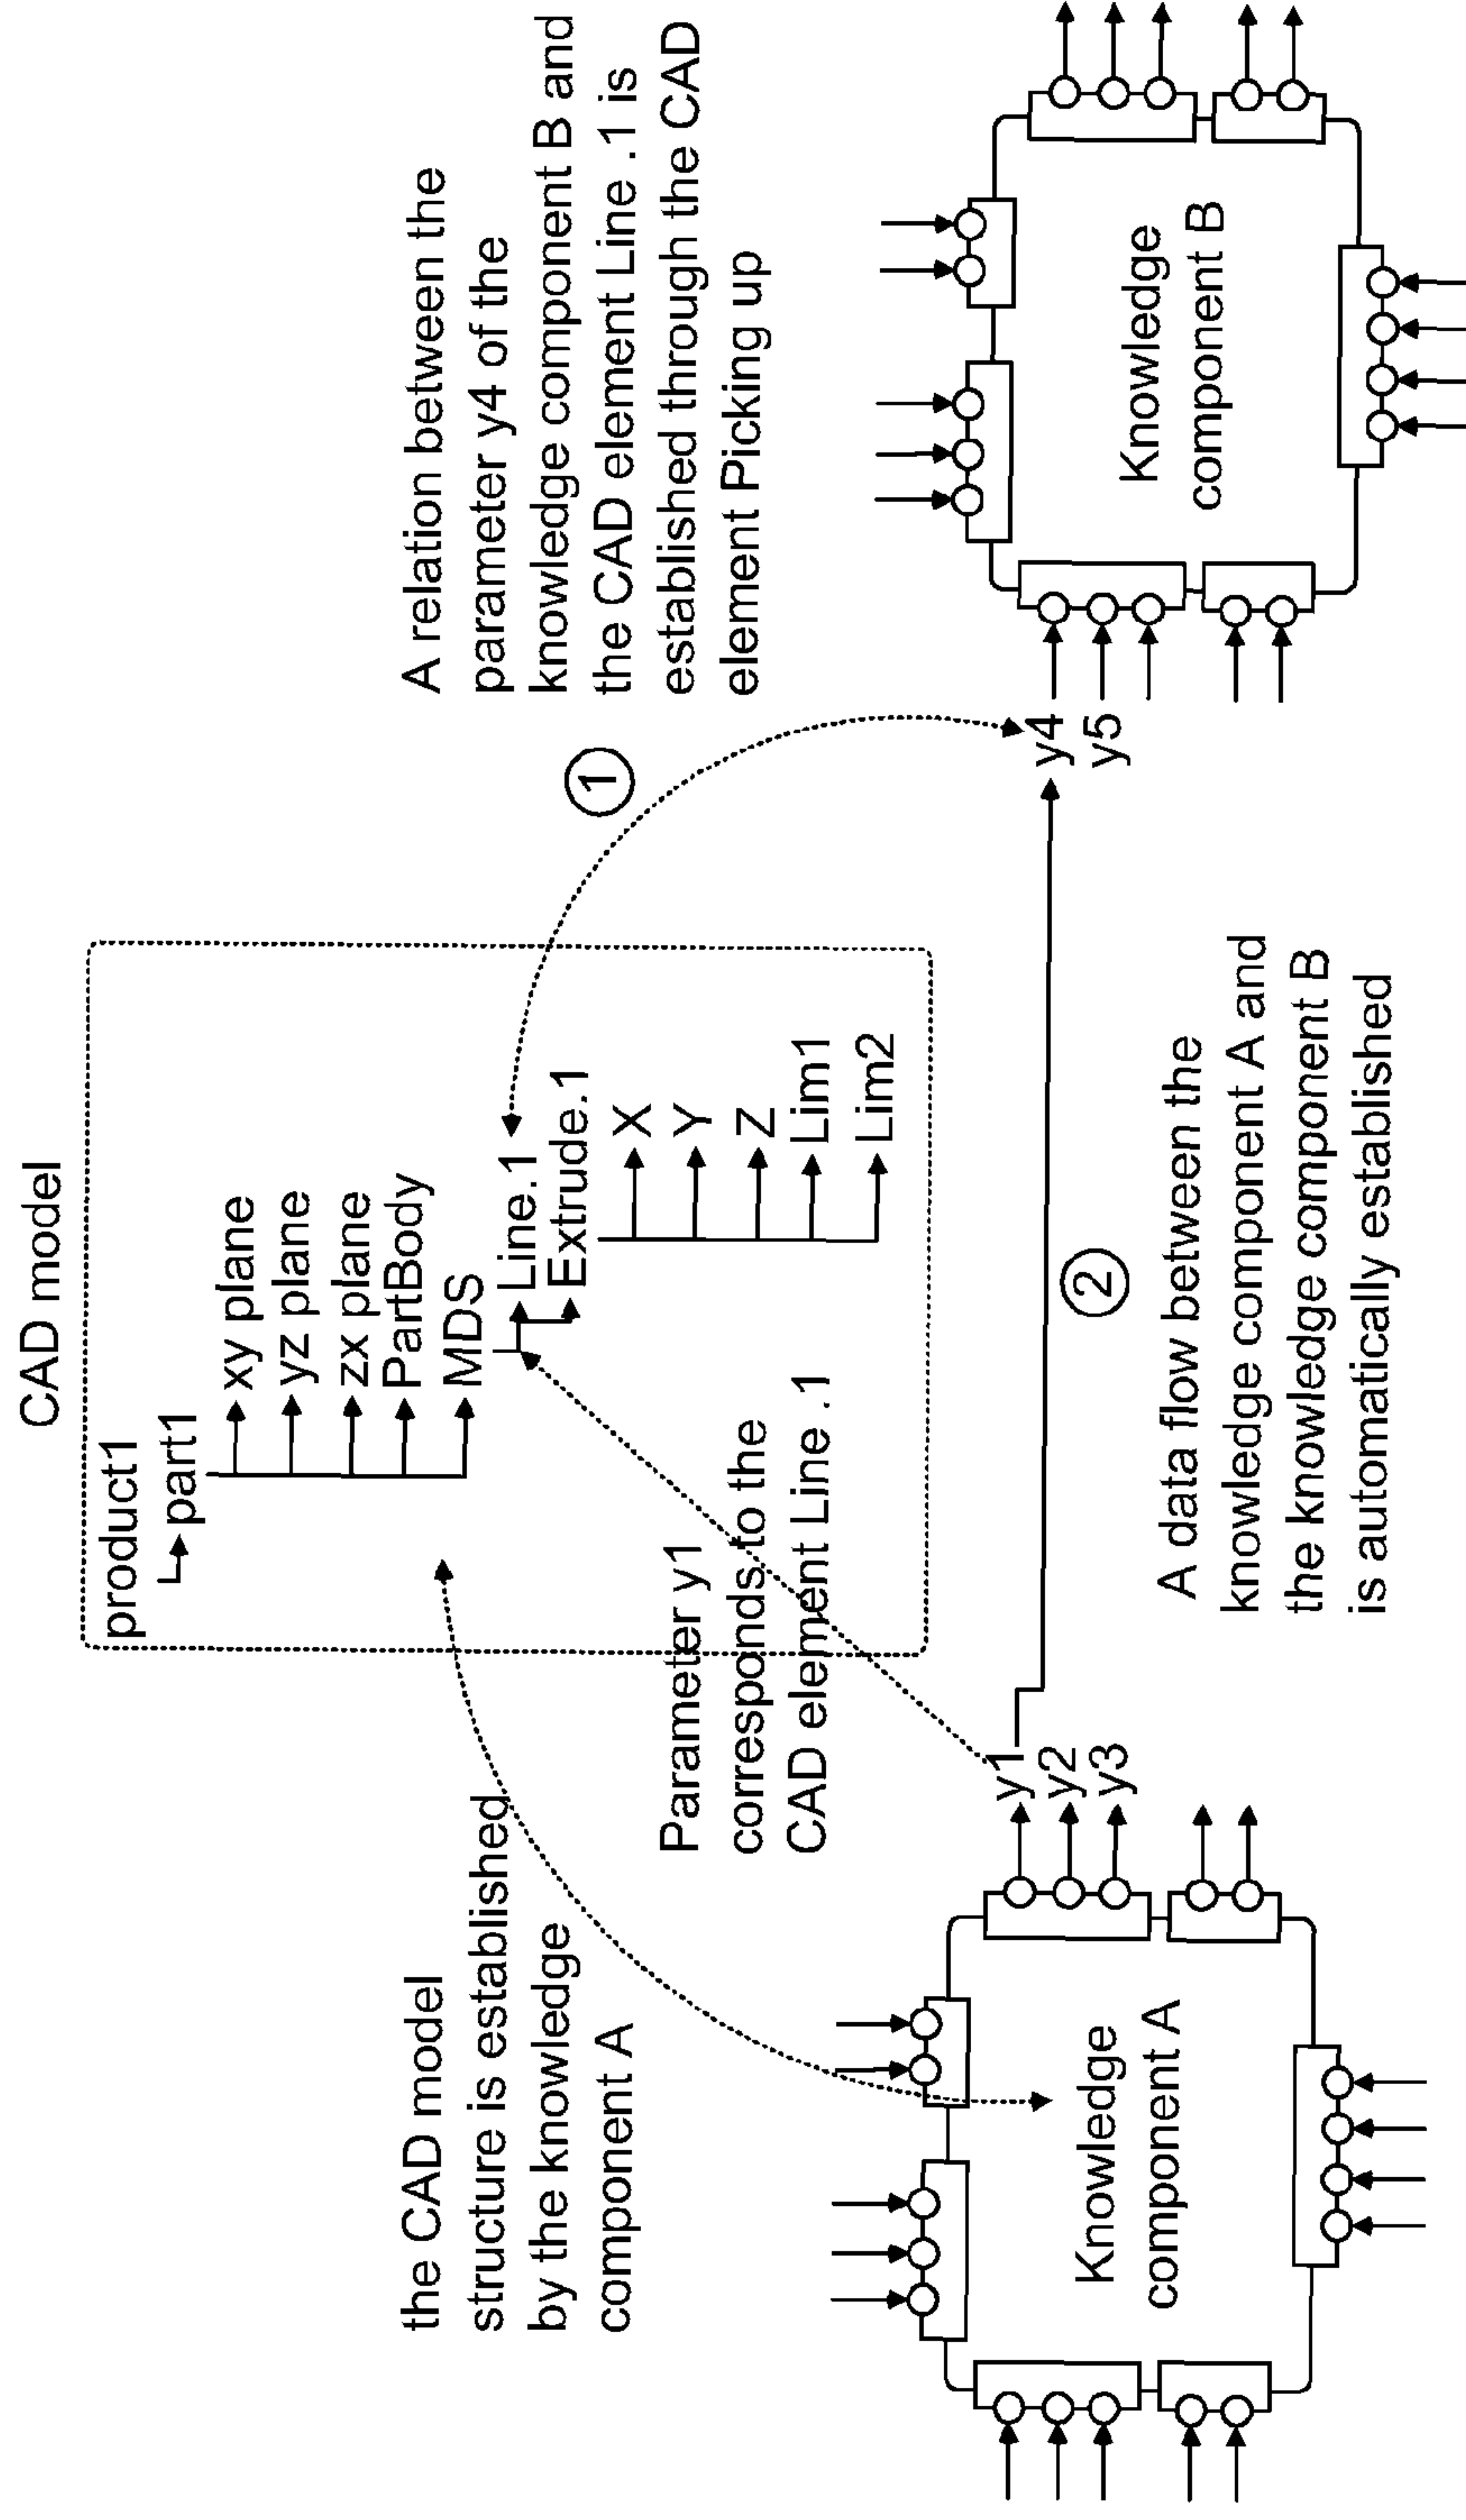 CAD model
product1
part1
xy plane
yz plane
zx plane
PartBody
MDS
Line.1
Extrude.1
X
Y
Z
Lim1
Lim2
the CAD model
structure is established
by the knowledge
component A
Parameter y1
corresponds to the
CAD element Line .1
A relation between the
parameter y4 of the
knowledge component B and
the CAD element Line .1 is
established through the CAD
element Picking up
1
Knowledge
component A
y1
y2
y3
2
A data flow between the
knowledge component A and
the knowledge component B
is automatically established
y4
y5
Knowledge
component B